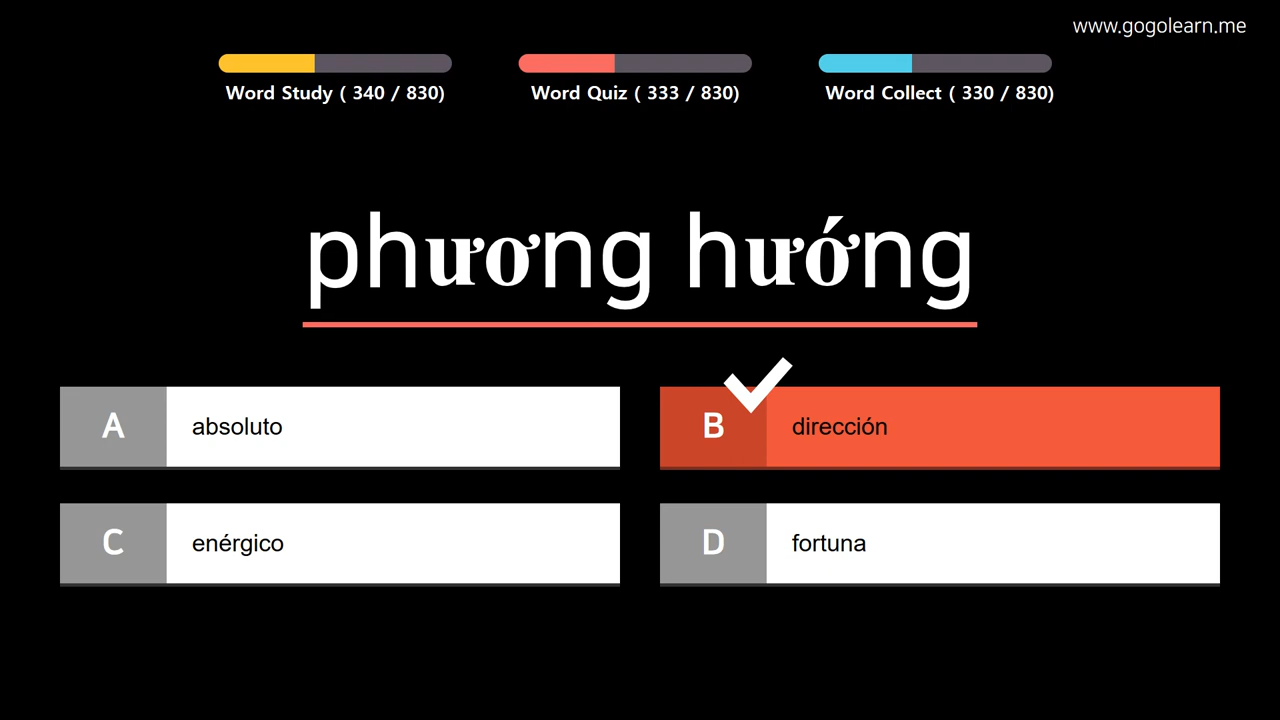 www.gogolearn.me
Word Study ( 340 / 830)
Word Quiz ( 333 / 830)
Word Collect ( 330 / 830)
phương hướng
A absoluto
B dirección
C enérgico
D fortuna